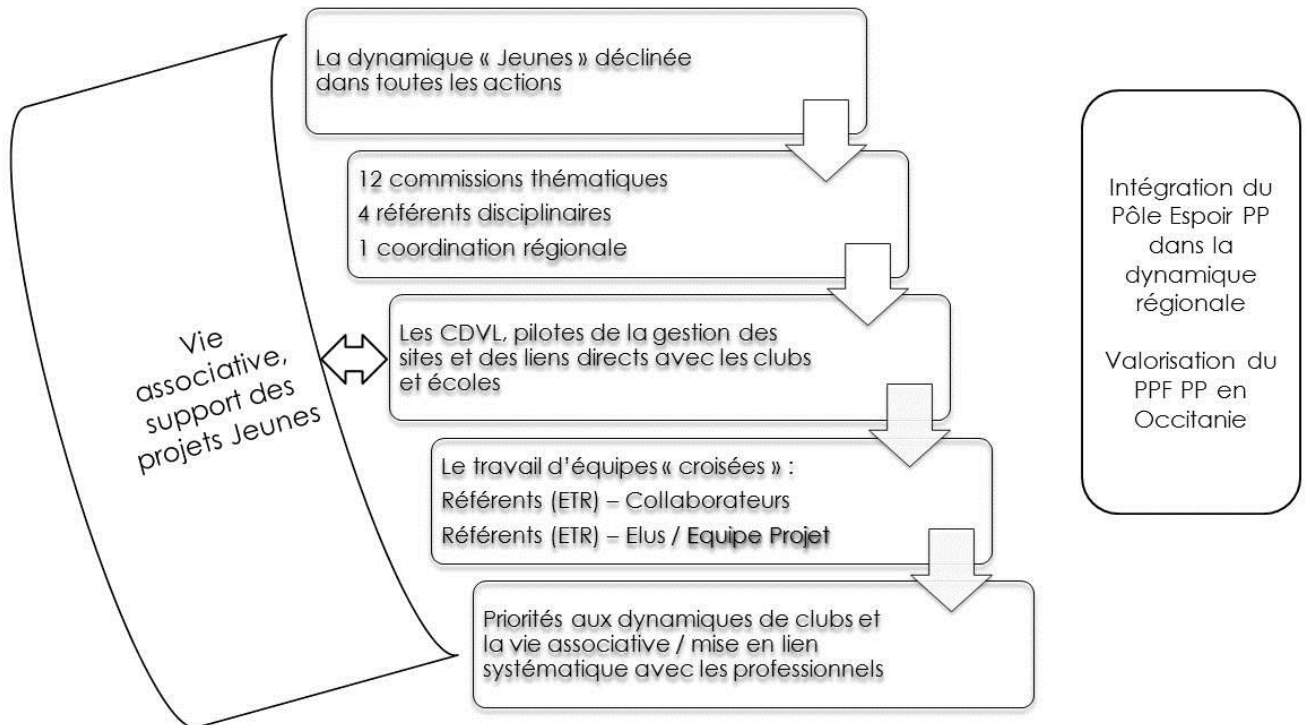 La dynamique « Jeunes » déclinée
dans toutes les actions
12 commissions thématiques
4 référents disciplinaires
1 coordination régionale
Les CDVL, pilotes de la gestion des
sites et des liens directs avec les clubs
et écoles
Le travail d'équipes « croisées » :
Référents (ETR) – Collaborateurs
Référents (ETR) – Elus / Equipe Projet
Priorités aux dynamiques de clubs et
la vie associative / mise en lien
systématique avec les professionnels
Vie
associative,
support des
projets Jeunes
Intégration du
Pôle Espoir PP
dans la
dynamique
régionale
Valorisation du
PPF PP en
Occitanie